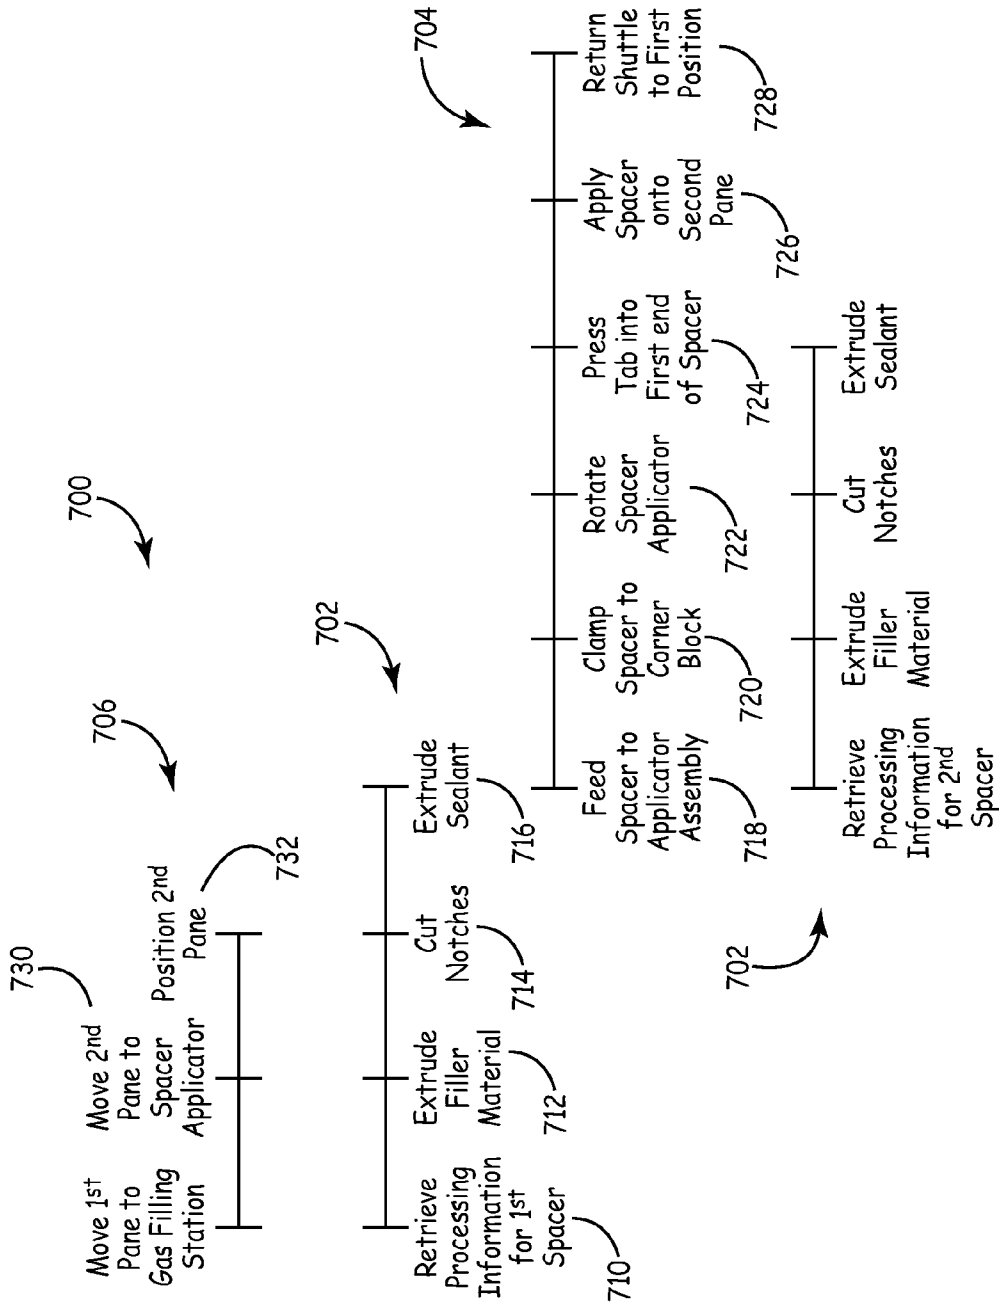 700
706
730
Move 1st
Pane to
Gas Filling
Station
Move 2nd
Pane to
Spacer
Applicator
Position 2nd
Pane
732
702
Retrieve
Processing
Information
for 1st
Spacer
710
Extrude
Filler
Material
712
Cut
Notches
714
Extrude
Sealant
716
704
Feed
Spacer to
Applicator
Assembly
718
Clamp
Spacer to
Corner
Block
720
Rotate
Spacer
Applicator
722
Press
Tab into
First end
of Spacer
724
Apply
Spacer
onto
Second
Pane
726
Return
Shuttle
to First
Position
728
702
Retrieve
Processing
Information
for 2nd
Spacer
Extrude
Filler
Material
Cut
Notches
Extrude
Sealant